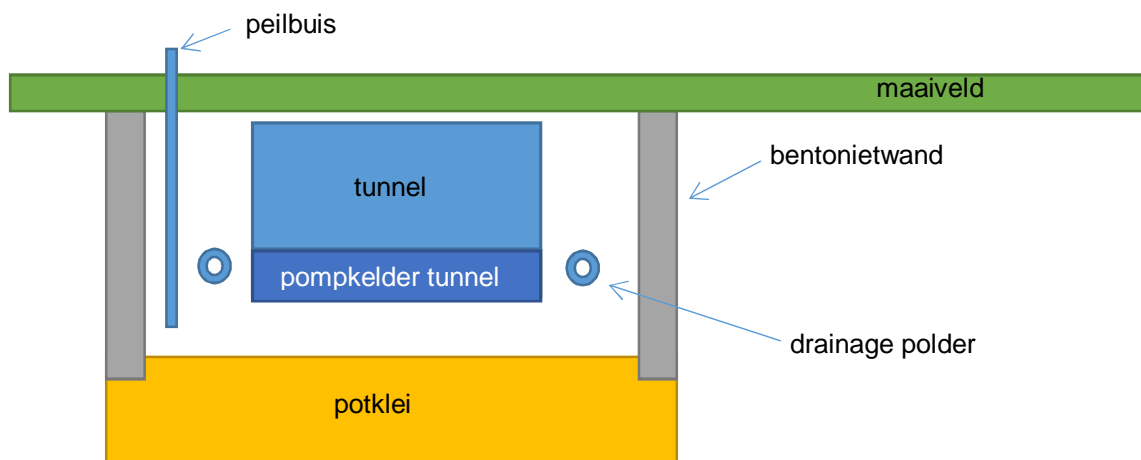 peilbuis
maaiveld
bentonietwand
tunnel
pompkelder tunnel
drainage polder
potklei